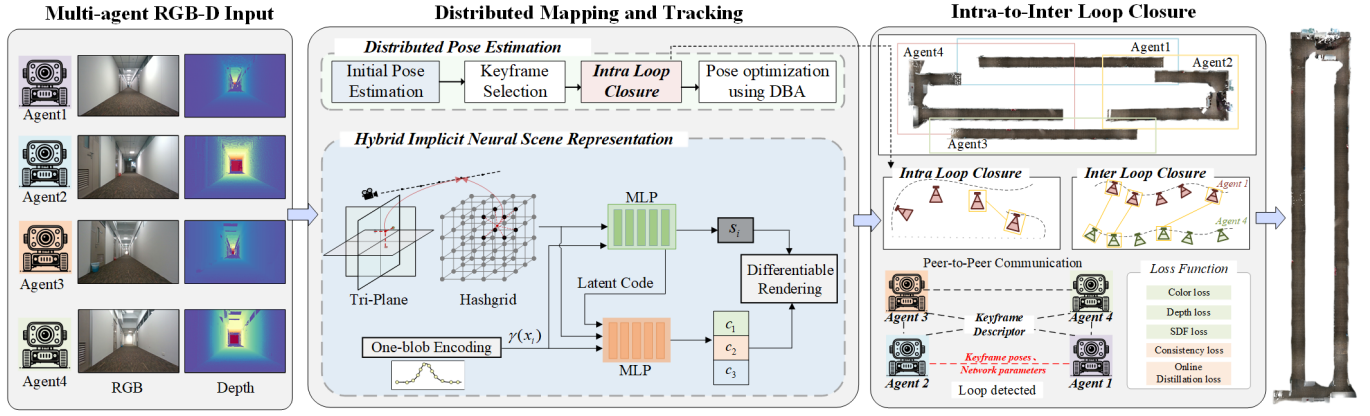 Multi-agent RGB-D Input
Agent1
Agent2
Agent3
Agent4
RGB
Depth
Distributed Mapping and Tracking
Distributed Pose Estimation
Initial Pose
Estimation
Keyframe
Selection
Intra Loop
Closure
Pose optimization
using DBA
Hybrid Implicit Neural Scene Representation
Tri-Plane
Hashgrid
MLP
s_i
Differentiable
Rendering
Latent Code
γ(x_i)
One-blob Encoding
MLP
c_1
c_2
c_3
Intra-to-Inter Loop Closure
Agent4
Agent1
Agent2
Agent3
Intra Loop Closure
Inter Loop Closure
Agent 1
Agent 4
Peer-to-Peer Communication
Agent 3
Agent 4
Keyframe
Descriptor
Keyframe poses
Network parameters
Agent 2
Agent 1
Loop detected
Loss Function
Color loss
Depth loss
SDF loss
Consistency loss
Online
Distillation loss